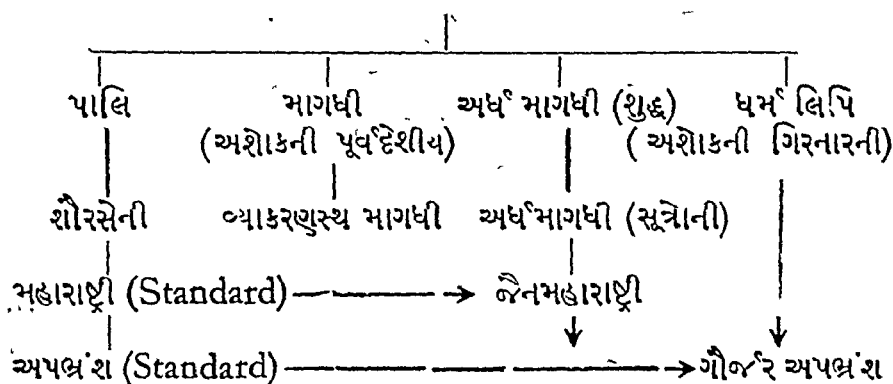 પાલિ માગધી અર્ધ માગધી (શુદ્ધ) ધર્મ લિપિ
(અશોકની પૂર્વદેશીય) (અશોકની ગિરનારની)
શૌરસેની વ્યાકરણસ્થ માગધી અર્ધમાગધી (સૂત્રોની)
મહારાષ્ટ્રી (Standard) જૈનમહારાષ્ટ્રી
અપભ્રંશ (Standard) ગૌર્જર અપભ્રંશ